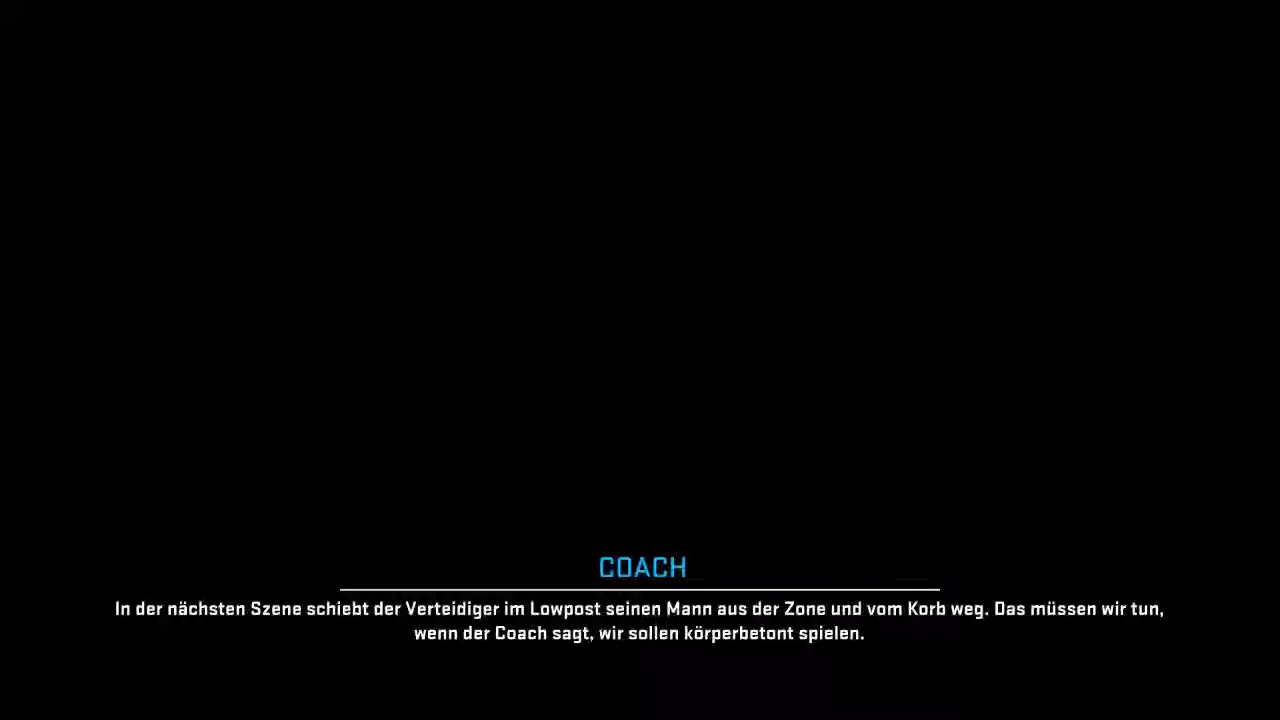 COACH
In der nächsten Szene schiebt der Verteidiger im Lowpost seinen Mann aus der Zone und vom Korb weg. Das müssen wir tun,
wenn der Coach sagt, wir sollen körperbetont spielen.